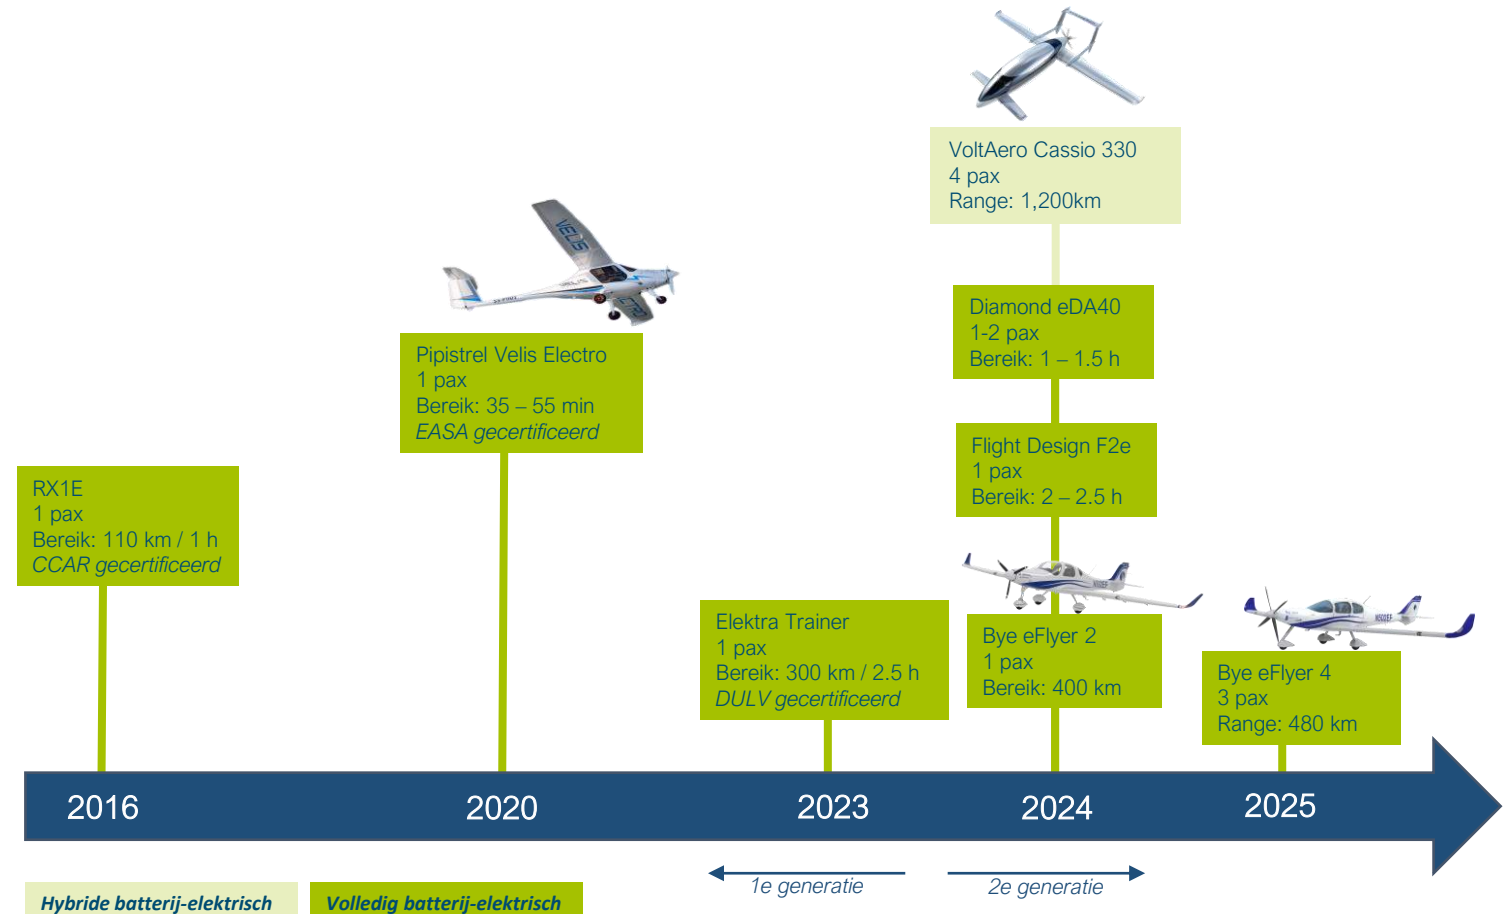 VoltAero Cassio 330
4 pax
Range: 1,200km
VELIS
Diamond eDA40
1-2 pax
Bereik: 1 – 1.5 h
Pipistrel Velis Electro
1 pax
Bereik: 35 – 55 min
EASA gecertificeerd
Flight Design F2e
1 pax
Bereik: 2 – 2.5 h
RX1E
1 pax
Bereik: 110 km / 1 h
CCAR gecertificeerd
Elektra Trainer
1 pax
Bereik: 300 km / 2.5 h
DULV gecertificeerd
Bye eFlyer 2
1 pax
Bereik: 400 km
Bye eFlyer 4
3 pax
Range: 480 km
2016
2020
2023
2024
2025
1e generatie
2e generatie
Hybride batterij-elektrisch
Volledig batterij-elektrisch